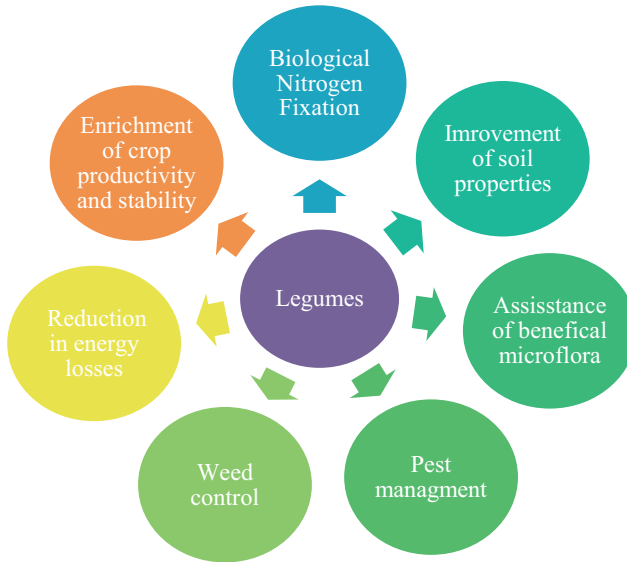 Biological
Nitrogen
Fixation
Imrovement
of soil
properties
Assisstance
of benefical
microflora
Pest
managment
Weed
control
Reduction
in energy
losses
Enrichment
of crop
productivity
and stability
Legumes